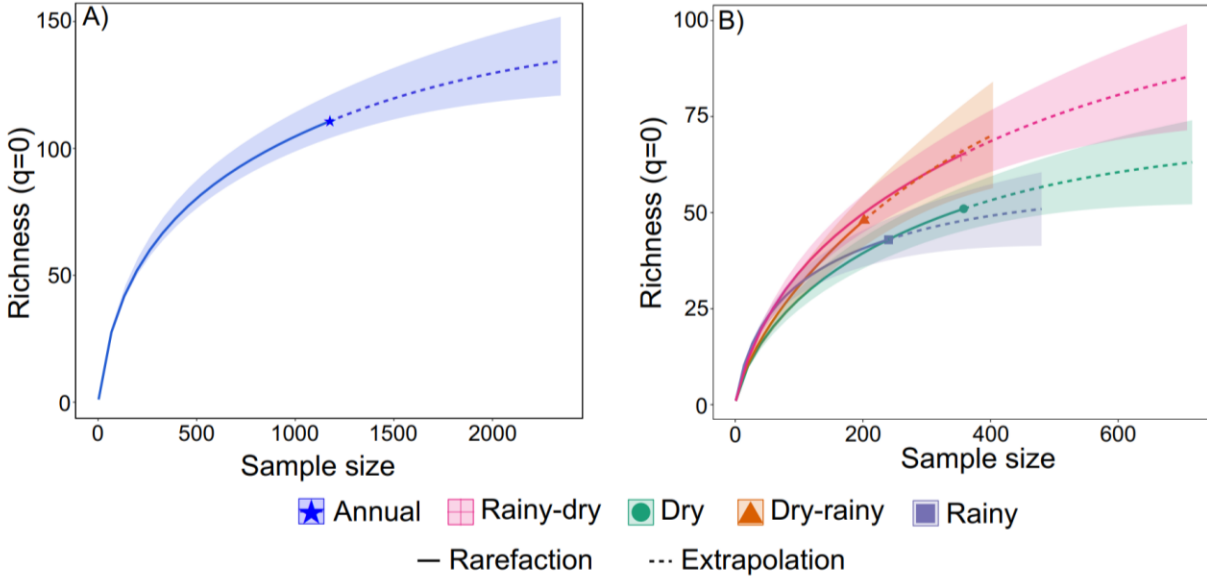 A)
Richness (q=0)
150
100
50
0
0 500 1000 1500 2000
Sample size
B)
Richness (q=0)
100
75
50
25
0
0 200 400 600
Sample size
Annual Rainy-dry Dry Dry-rainy Rainy
Rarefaction Extrapolation